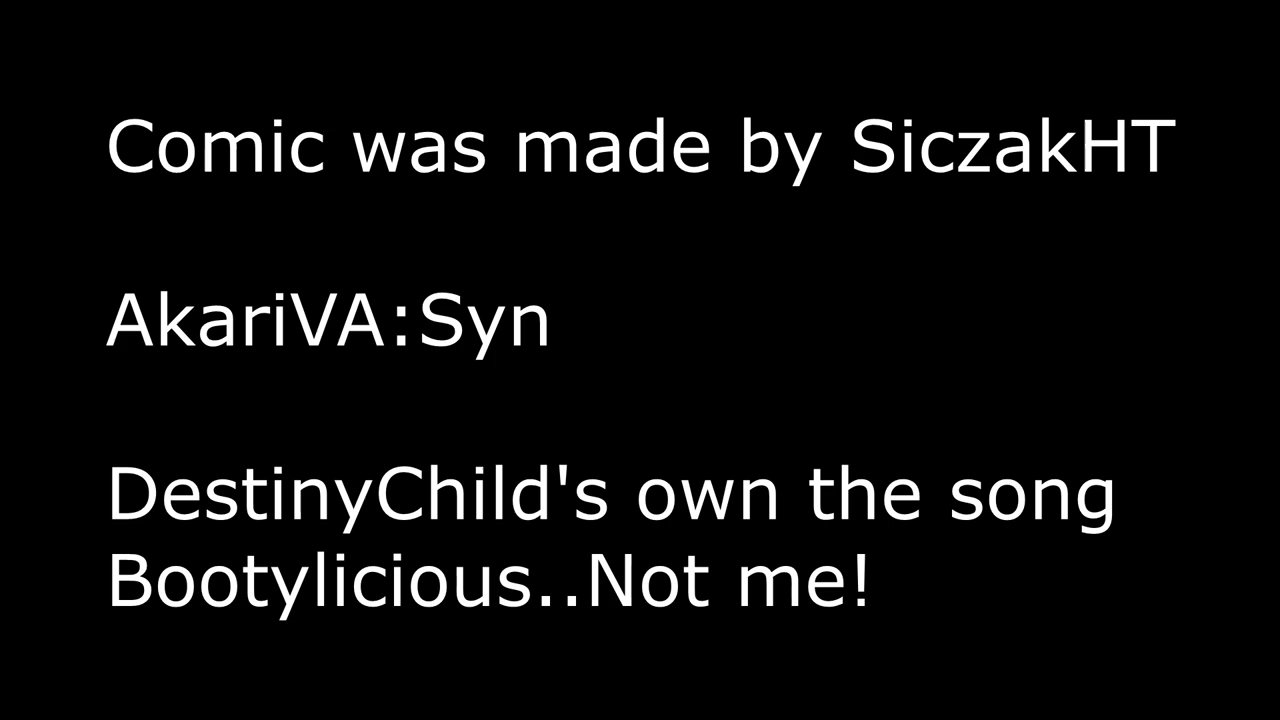 Comic was made by SiczakHT
AkariVA:Syn
DestinyChild's own the song
Bootylicious..Not me!